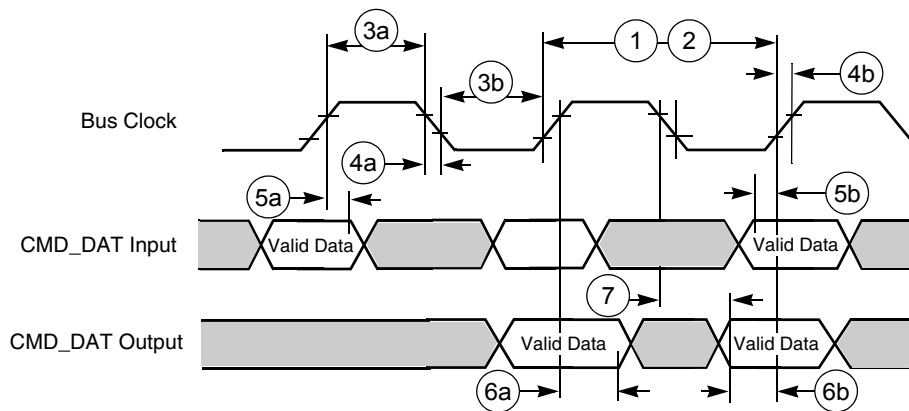 3a
1
2
3b
4b
Bus Clock
4a
5a
5b
CMD_DAT Input
Valid Data
Valid Data
7
CMD_DAT Output
Valid Data
Valid Data
6a
6b